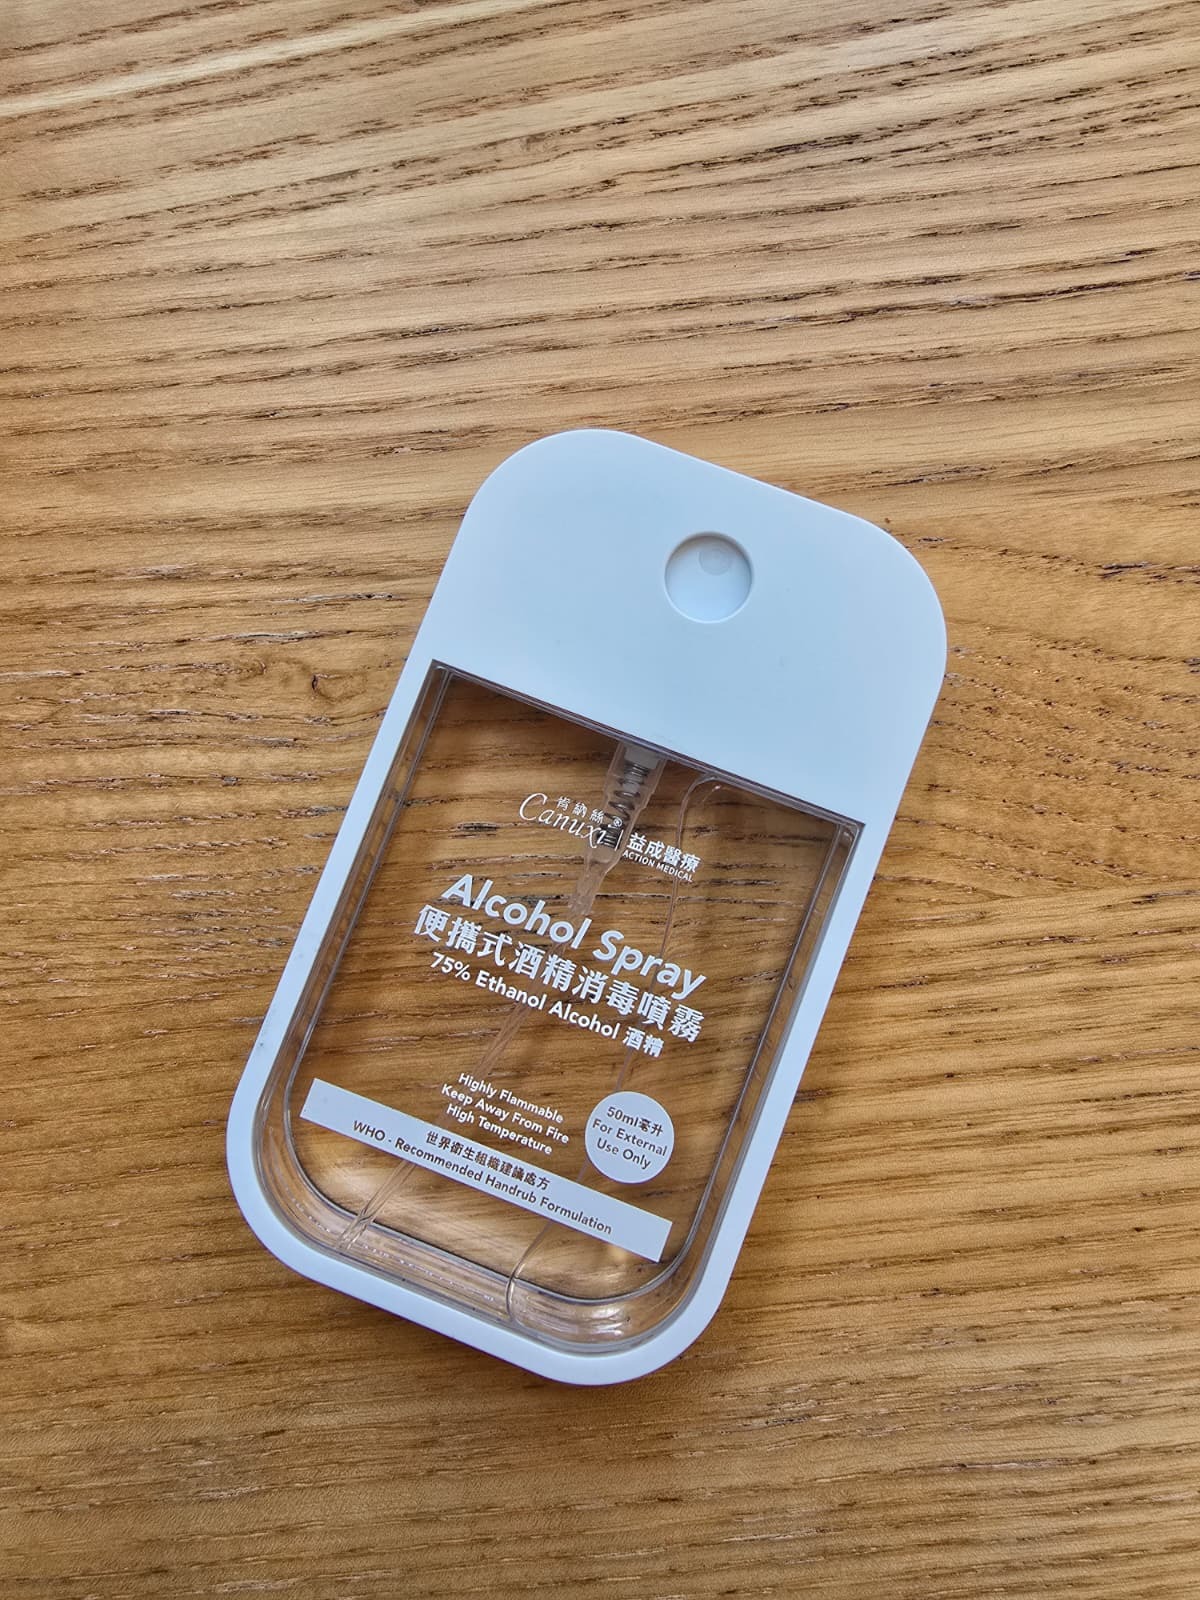 肯納絲
Canuxi®
益成醫療
ACTION MEDICAL
Alcohol Spray
便攜式酒精消毒噴霧
75% Ethanol Alcohol 酒精
Highly Flammable
Keep Away From Fire
High Temperature
50ml毫升
For External
Use Only
世界衛生組織建議處方
WHO - Recommended Handrub Formulation